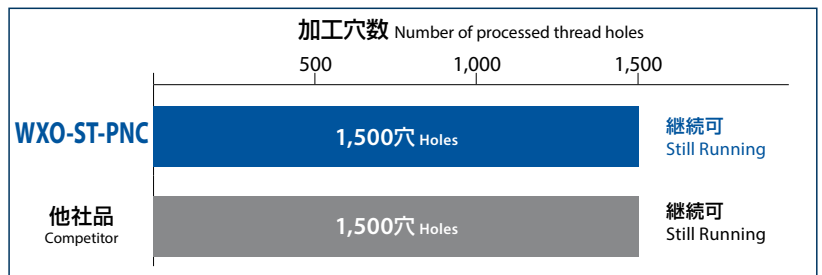 加工穴数 Number of processed thread holes
500 1,000 1,500
WXO-ST-PNC 1,500穴 Holes 継続可
Still Running
他社品 1,500穴 Holes 継続可
Competitor Still Running